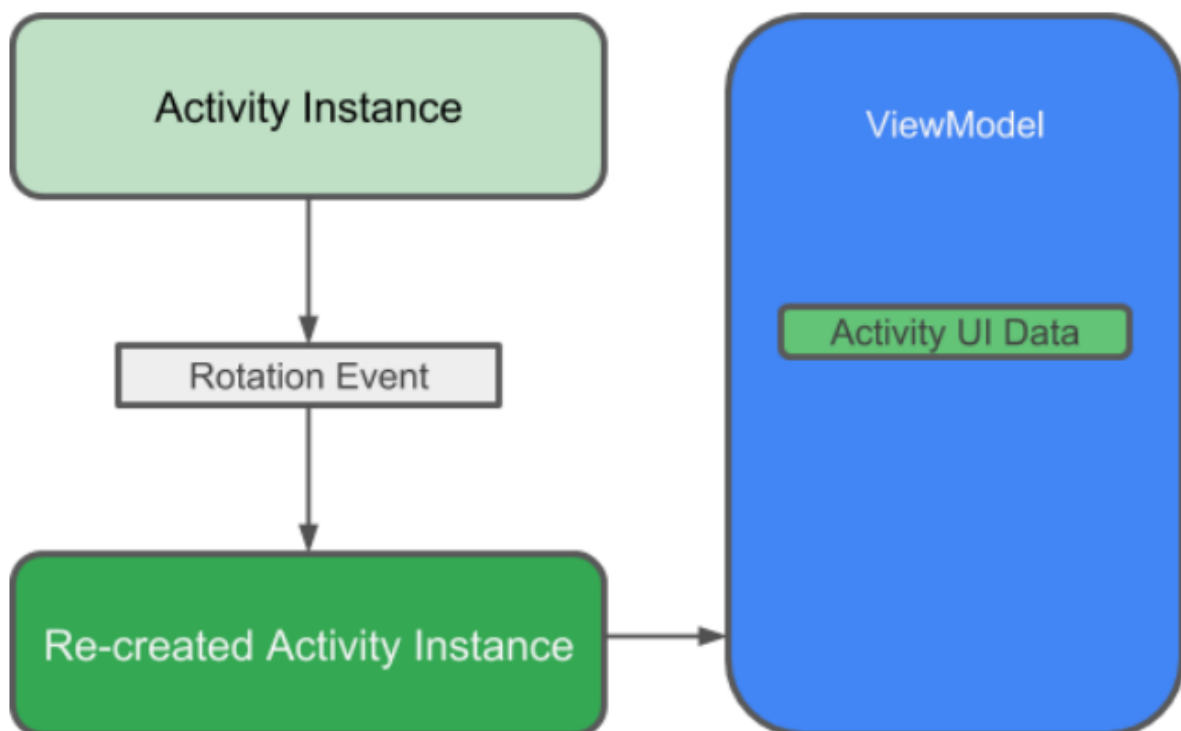 Activity Instance
ViewModel
Activity UI Data
Rotation Event
Re-created Activity Instance